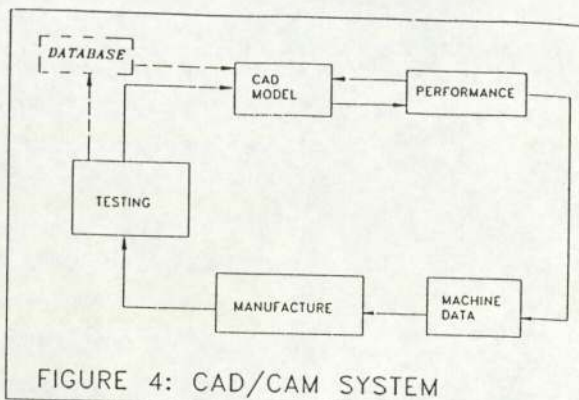 DATABASE
CAD
MODEL
PERFORMANCE
TESTING
MANUFACTURE
MACHINE
DATA
FIGURE 4: CAD/CAM SYSTEM